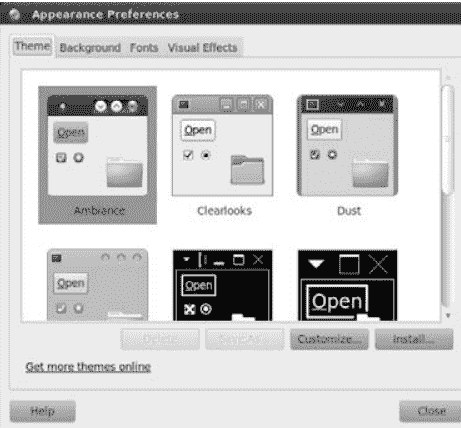 Appearance Preferences
Theme Background Fonts Visual Effects
Open Open Open
Ambiance Clearlooks Dust
Open Open Open
Delete Customize... Install...
Get more themes online
Help Close